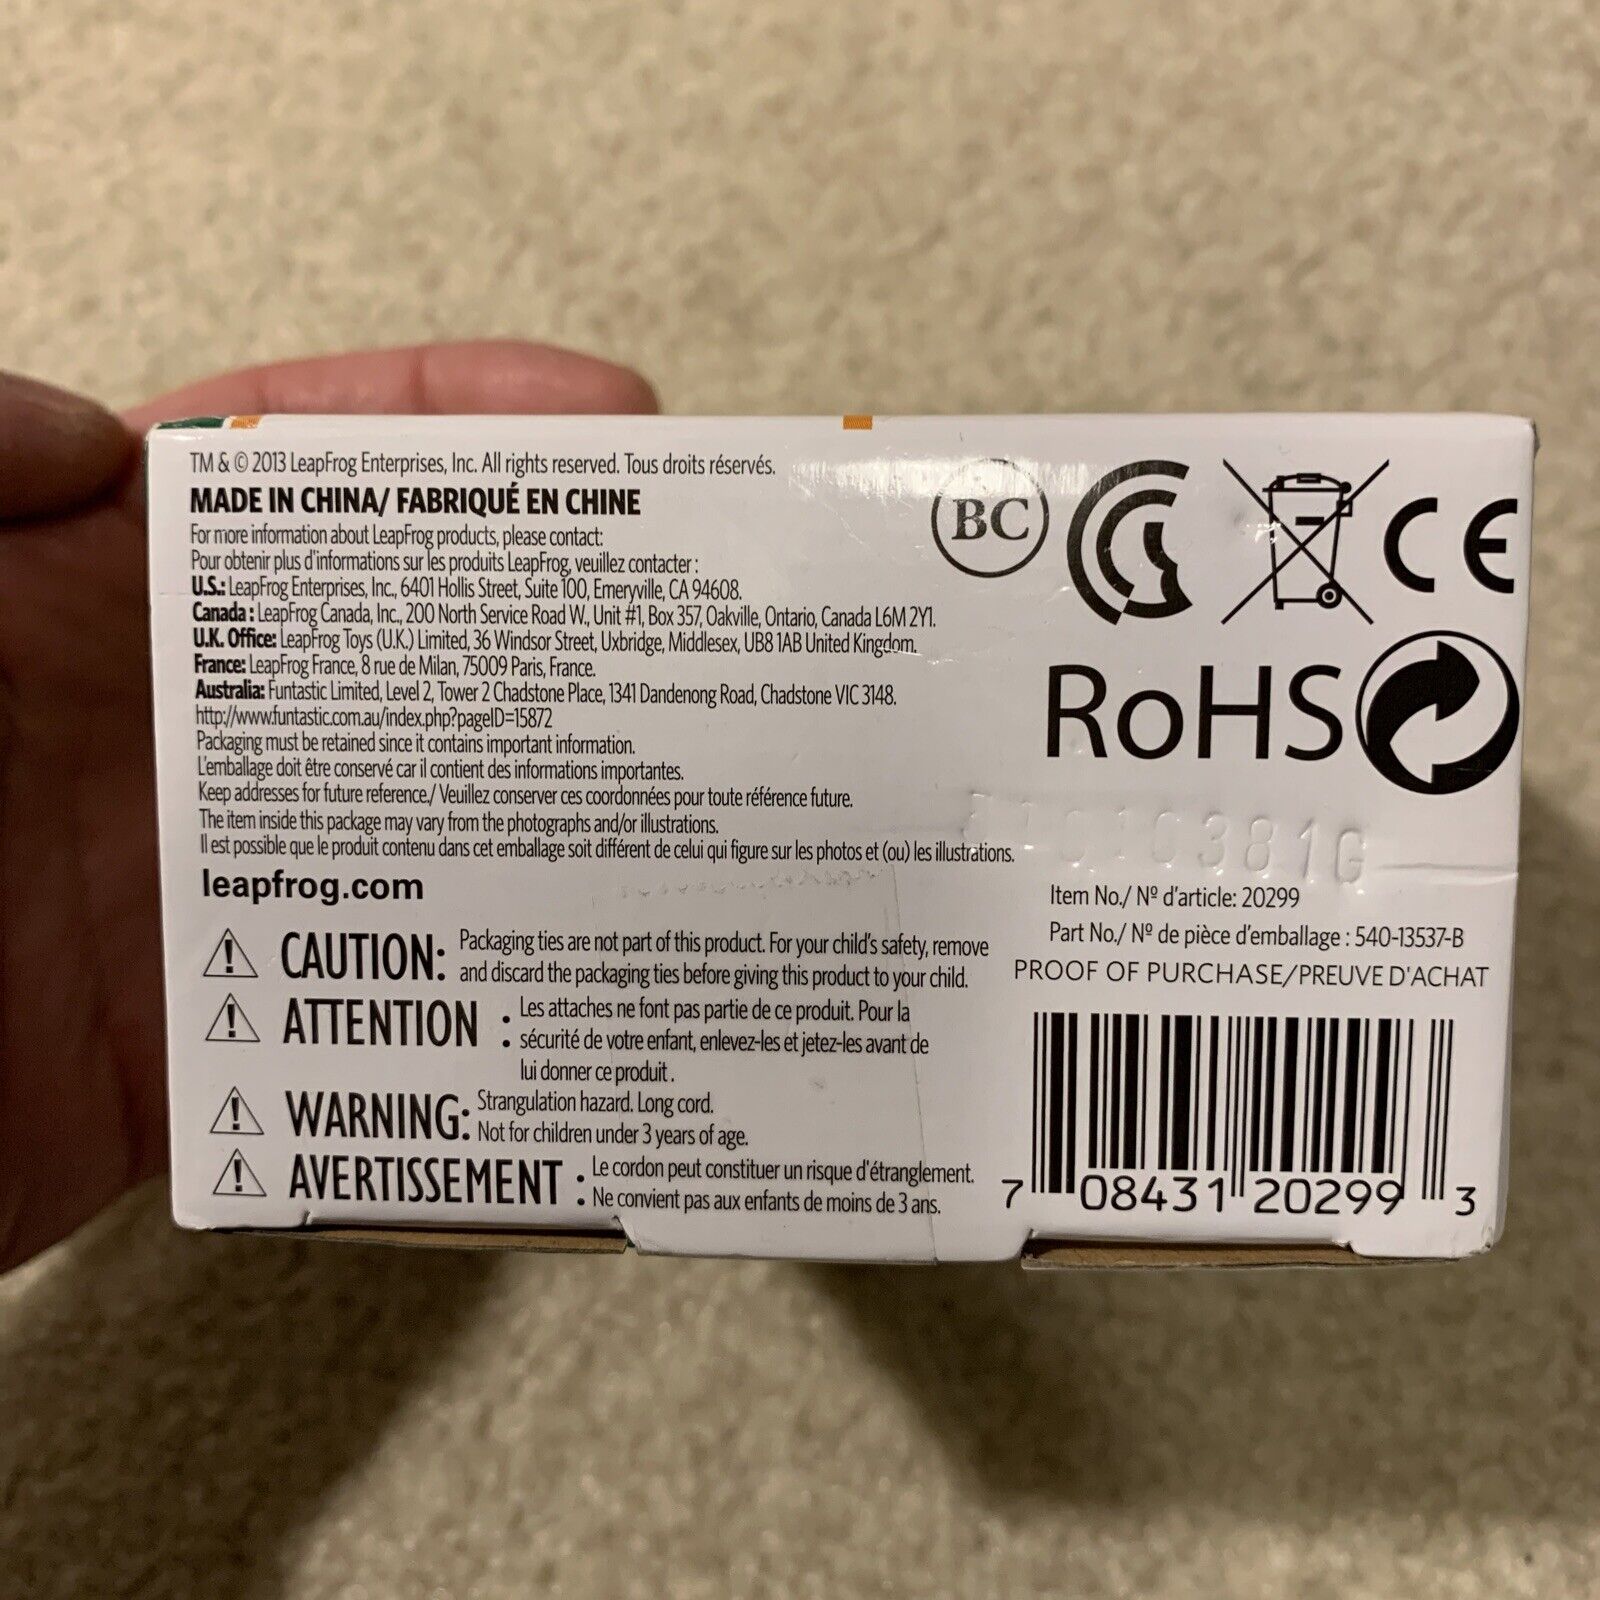 TM & © 2013 LeapFrog Enterprises, Inc. All rights reserved. Tous droits réservés.
MADE IN CHINA/ FABRIQUÉ EN CHINE
For more information about LeapFrog products, please contact:
Pour obtenir plus d'informations sur les produits LeapFrog, veuillez contacter :
U.S.: LeapFrog Enterprises, Inc., 6401 Hollis Street, Suite 100, Emeryville, CA 94608.
Canada : LeapFrog Canada, Inc., 200 North Service Road W., Unit #1, Box 357, Oakville, Ontario, Canada L6M 2Y1.
U.K. Office: LeapFrog Toys (U.K.) Limited, 36 Windsor Street, Uxbridge, Middlesex, UB8 1AB United Kingdom.
France: LeapFrog France, 8 rue de Milan, 75009 Paris, France.
Australia: Funtastic Limited, Level 2, Tower 2 Chadstone Place, 1341 Dandenong Road, Chadstone VIC 3148.
http://www.funtastic.com.au/index.php?pageID=15872
Packaging must be retained since it contains important information.
L'emballage doit être conservé car il contient des informations importantes.
Keep addresses for future reference./ Veuillez conserver ces coordonnées pour toute référence future.
The item inside this package may vary from the photographs and/or illustrations.
Il est possible que le produit contenu dans cet emballage soit différent de celui qui figure sur les photos et (ou) les illustrations.
leapfrog.com
CAUTION: Packaging ties are not part of this product. For your child's safety, remove
and discard the packaging ties before giving this product to your child.
ATTENTION : Les attaches ne font pas partie de ce produit. Pour la
sécurité de votre enfant, enlevez-les et jetez-les avant de
lui donner ce produit .
WARNING: Strangulation hazard. Long cord.
Not for children under 3 years of age.
AVERTISSEMENT : Le cordon peut constituer un risque d'étranglement.
Ne convient pas aux enfants de moins de 3 ans.
BC
CE
RoHS
Item No./ Nº d'article: 20299
Part No./ Nº de pièce d'emballage : 540-13537-B
PROOF OF PURCHASE/PREUVE D'ACHAT
7 08431 20299 3